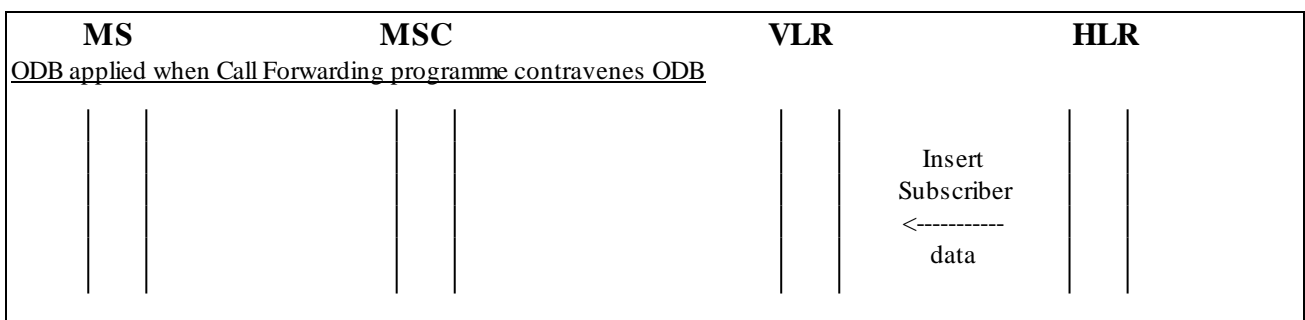 MS MSC VLR HLR
ODB applied when Call Forwarding programme contravenes ODB
Insert
Subscriber
<-----------
data